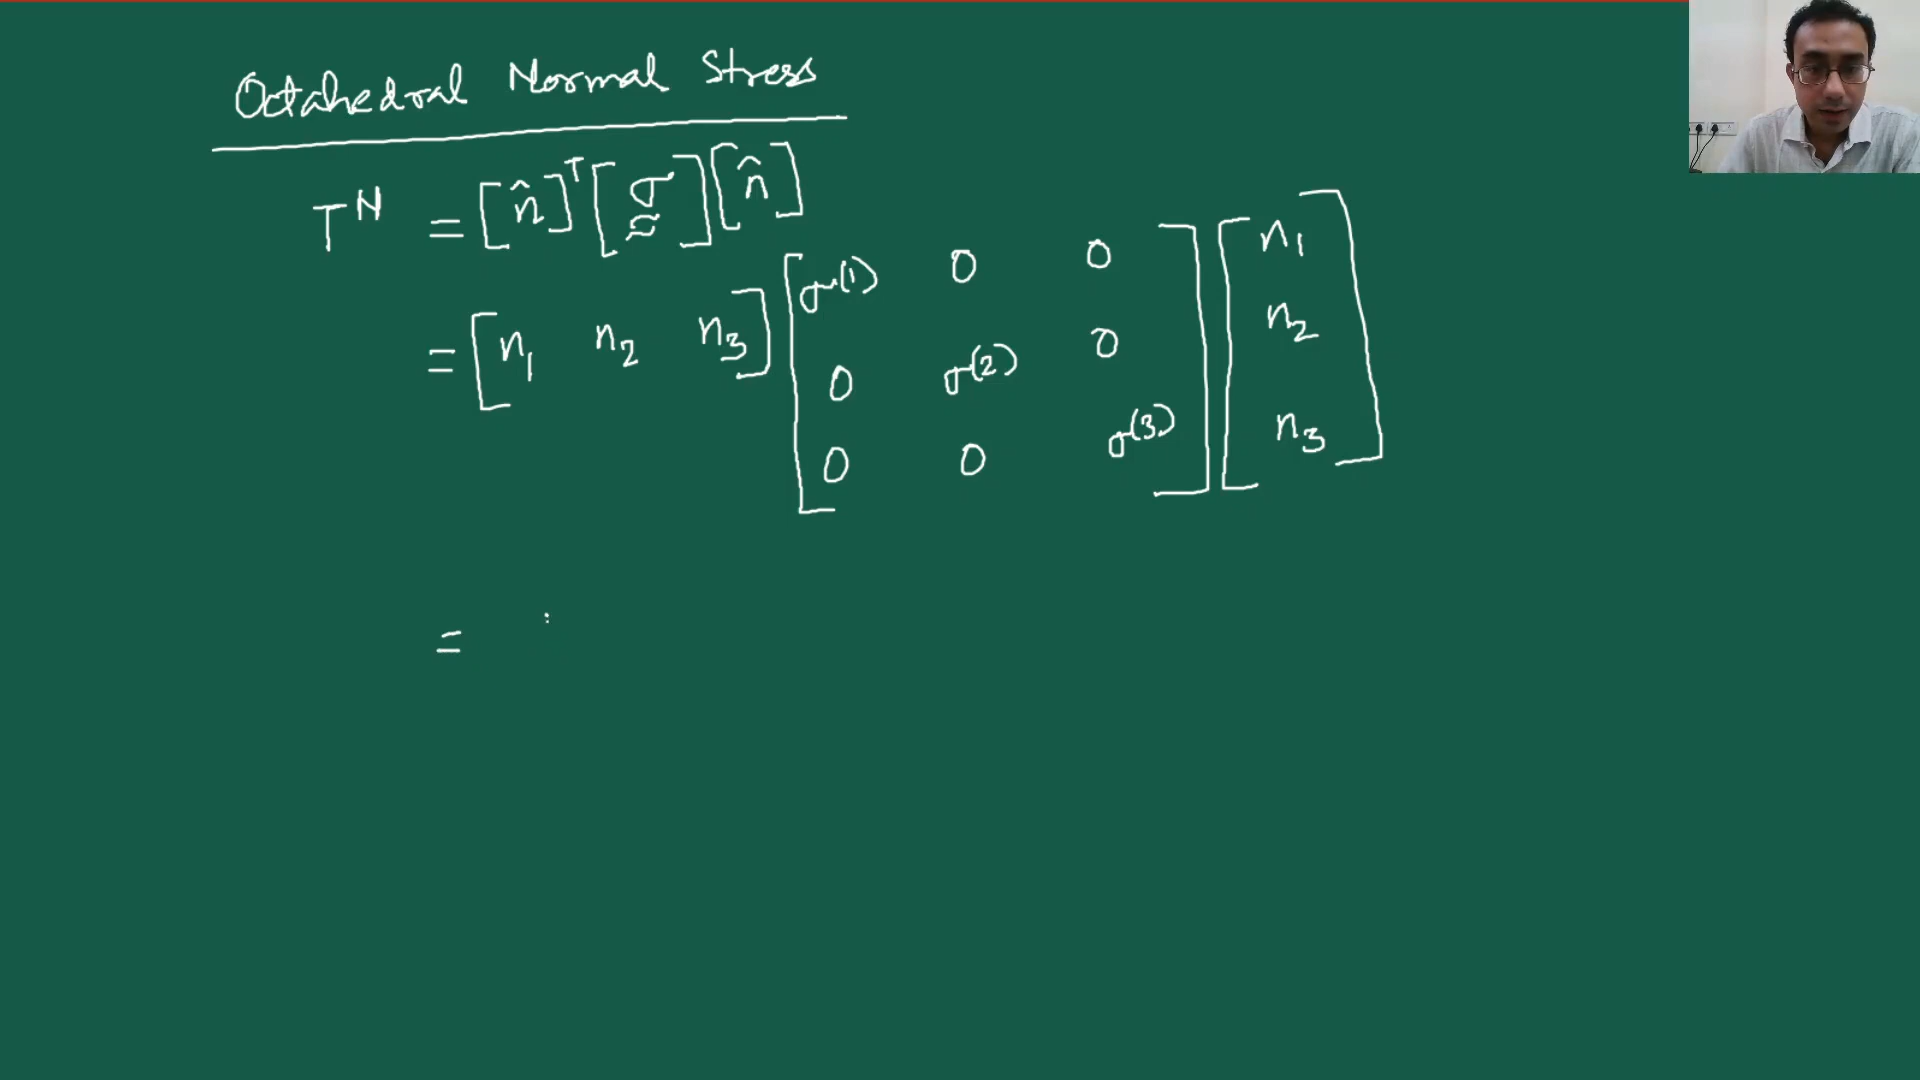 Octahedral Normal Stress
T^N = [n̂]^T [σ̰] [n̂]
= [n₁ n₂ n₃] [σ^(1) 0 0; 0 σ^(2) 0; 0 0 σ^(3)] [n₁; n₂; n₃]
=